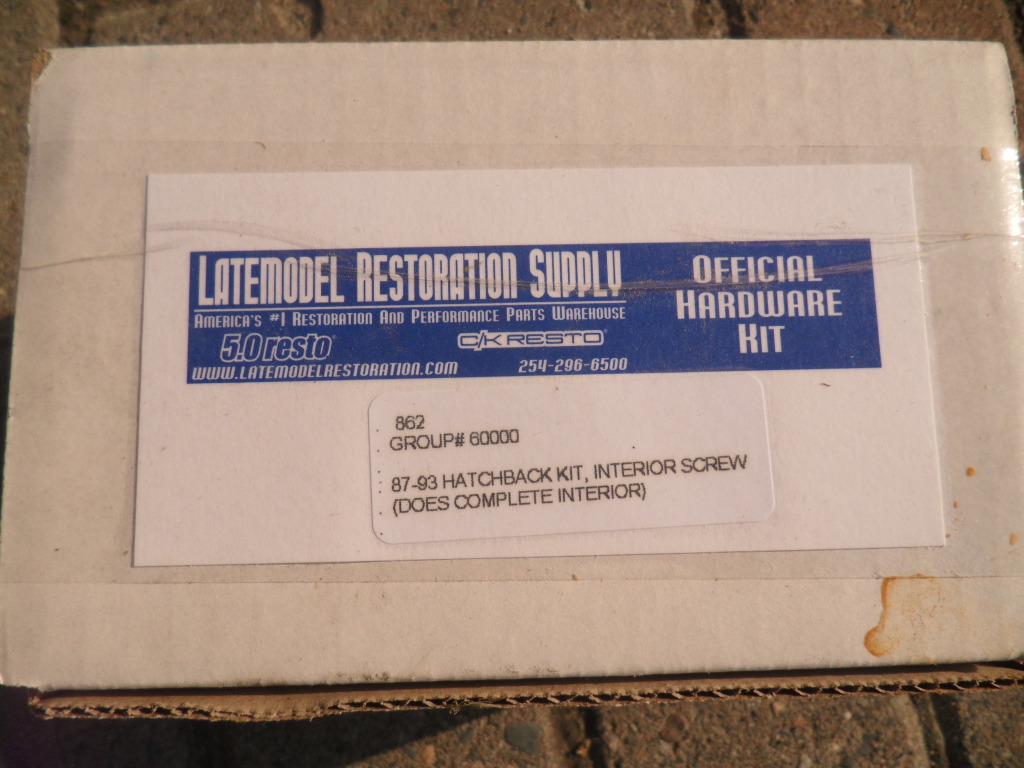 LATEMODEL RESTORATION SUPPLY
AMERICA'S #1 RESTORATION AND PERFORMANCE PARTS WAREHOUSE
5.0 resto C/K RESTO
WWW.LATEMODELRESTORATION.COM 254-296-6500
OFFICIAL
HARDWARE
KIT
862
GROUP# 60000
87-93 HATCHBACK KIT, INTERIOR SCREW
(DOES COMPLETE INTERIOR)